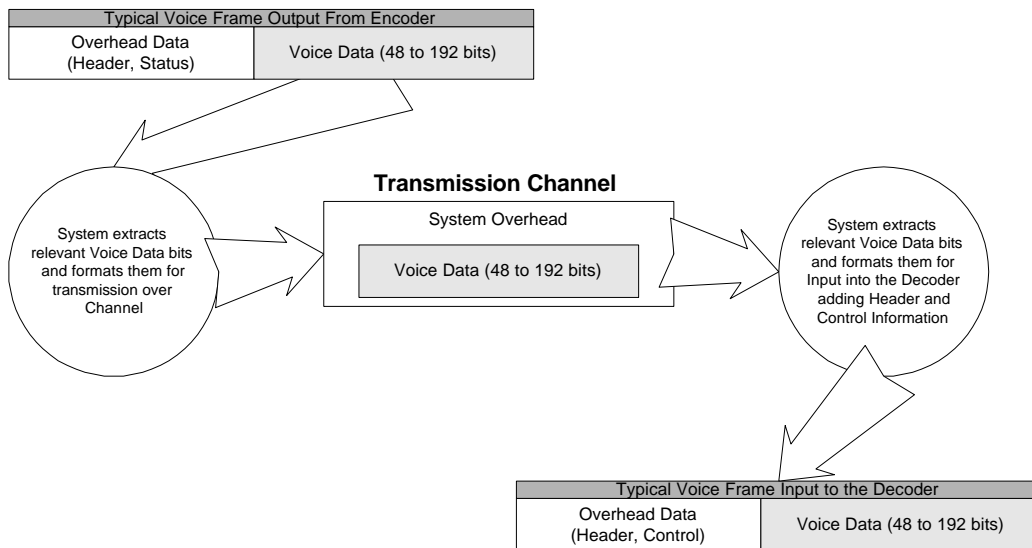 Typical Voice Frame Output From Encoder
Overhead Data
(Header, Status)
Voice Data (48 to 192 bits)
Transmission Channel
System Overhead
Voice Data (48 to 192 bits)
System extracts
relevant Voice Data bits
and formats them for
transmission over
Channel
System extracts
relevant Voice Data bits
and formats them for
Input into the Decoder
adding Header and
Control Information
Typical Voice Frame Input to the Decoder
Overhead Data
(Header, Control)
Voice Data (48 to 192 bits)